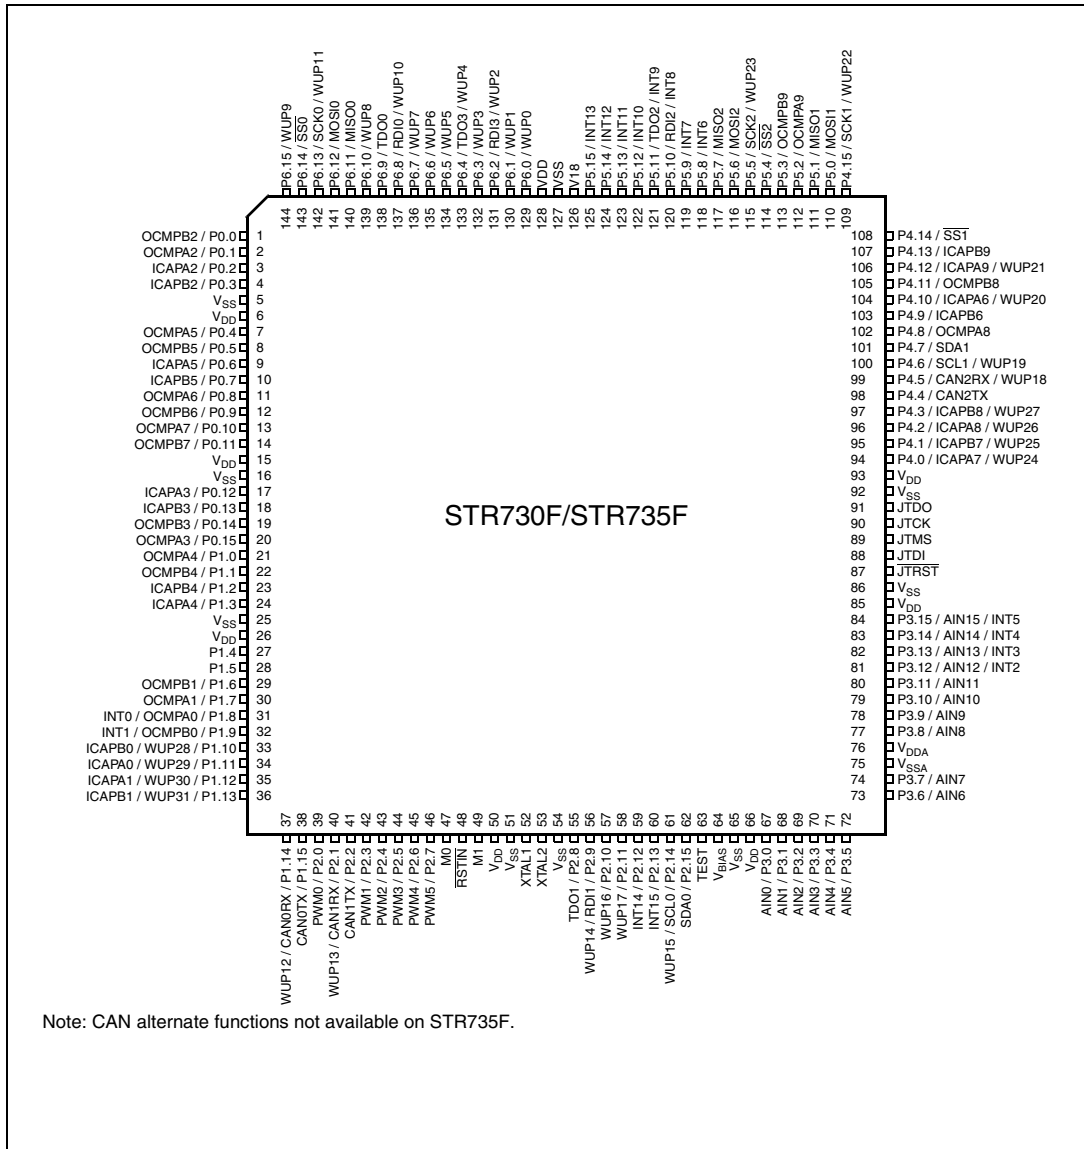 P6.15 / WUP9
P6.14 / SS0
P6.13 / SCK0 / WUP11
P6.12 / MOSI0
P6.11 / MISO0
P6.10 / WUP8
P6.9 / TDO0
P6.8 / RDI0 / WUP10
P6.7 / WUP7
P6.6 / WUP6
P6.5 / WUP5
P6.4 / TDO3 / WUP4
P6.3 / WUP3
P6.2 / RDI3 / WUP2
P6.1 / WUP1
P6.0 / WUP0
VDD
VSS
V18
P5.15 / INT13
P5.14 / INT12
P5.13 / INT11
P5.12 / INT10
P5.11 / TDO2 / INT9
P5.10 / RDI2 / INT8
P5.9 / INT7
P5.8 / INT6
P5.7 / MISO2
P5.6 / MOSI2
P5.5 / SCK2 / WUP23
P5.4 / SS2
P5.3 / OCMPB9
P5.2 / OCMPA9
P5.1 / MISO1
P5.0 / MOSI1
P4.15 / SCK1 / WUP22
144 143 142 141 140 139 138 137 136 135 134 133 132 131 130 129 128 127 126 125 124 123 122 121 120 119 118 117 116 115 114 113 112 111 110 109
OCMPB2 / P0.0 1
OCMPA2 / P0.1 2
ICAPA2 / P0.2 3
ICAPB2 / P0.3 4
VSS 5
VDD 6
OCMPA5 / P0.4 7
OCMPB5 / P0.5 8
ICAPA5 / P0.6 9
ICAPB5 / P0.7 10
OCMPA6 / P0.8 11
OCMPB6 / P0.9 12
OCMPA7 / P0.10 13
OCMPB7 / P0.11 14
VDD 15
VSS 16
ICAPA3 / P0.12 17
ICAPB3 / P0.13 18
OCMPB3 / P0.14 19
OCMPA3 / P0.15 20
OCMPA4 / P1.0 21
OCMPB4 / P1.1 22
ICAPB4 / P1.2 23
ICAPA4 / P1.3 24
VSS 25
VDD 26
P1.4 27
P1.5 28
OCMPB1 / P1.6 29
OCMPA1 / P1.7 30
INT0 / OCMPA0 / P1.8 31
INT1 / OCMPB0 / P1.9 32
ICAPB0 / WUP28 / P1.10 33
ICAPA0 / WUP29 / P1.11 34
ICAPA1 / WUP30 / P1.12 35
ICAPB1 / WUP31 / P1.13 36
STR730F/STR735F
108 P4.14 / SS1
107 P4.13 / ICAPB9
106 P4.12 / ICAPA9 / WUP21
105 P4.11 / OCMPB8
104 P4.10 / ICAPA6 / WUP20
103 P4.9 / ICAPB6
102 P4.8 / OCMPA8
101 P4.7 / SDA1
100 P4.6 / SCL1 / WUP19
99 P4.5 / CAN2RX / WUP18
98 P4.4 / CAN2TX
97 P4.3 / ICAPB8 / WUP27
96 P4.2 / ICAPA8 / WUP26
95 P4.1 / ICAPB7 / WUP25
94 P4.0 / ICAPA7 / WUP24
93 VDD
92 VSS
91 JTDO
90 JTCK
89 JTMS
88 JTDI
87 JTRST
86 VSS
85 VDD
84 P3.15 / AIN15 / INT5
83 P3.14 / AIN14 / INT4
82 P3.13 / AIN13 / INT3
81 P3.12 / AIN12 / INT2
80 P3.11 / AIN11
79 P3.10 / AIN10
78 P3.9 / AIN9
77 P3.8 / AIN8
76 VDDA
75 VSSA
74 P3.7 / AIN7
73 P3.6 / AIN6
37 38 39 40 41 42 43 44 45 46 47 48 49 50 51 52 53 54 55 56 57 58 59 60 61 62 63 64 65 66 67 68 69 70 71 72
WUP12 / CAN0RX / P1.14
CAN0TX / P1.15
PWM0 / P2.0
WUP13 / CAN1RX / P2.1
CAN1TX / P2.2
PWM1 / P2.3
PWM2 / P2.4
PWM3 / P2.5
PWM4 / P2.6
PWM5 / P2.7
M0
RSTIN
M1
VDD
VSS
XTAL1
XTAL2
VSS
TDO1 / P2.8
WUP14 / RDI1 / P2.9
WUP16 / P2.10
WUP17 / P2.11
INT14 / P2.12
INT15 / P2.13
WUP15 / SCL0 / P2.14
SDA0 / P2.15
TEST
VBIAS
VSS
VDD
AIN0 / P3.0
AIN1 / P3.1
AIN2 / P3.2
AIN3 / P3.3
AIN4 / P3.4
AIN5 / P3.5
Note: CAN alternate functions not available on STR735F.